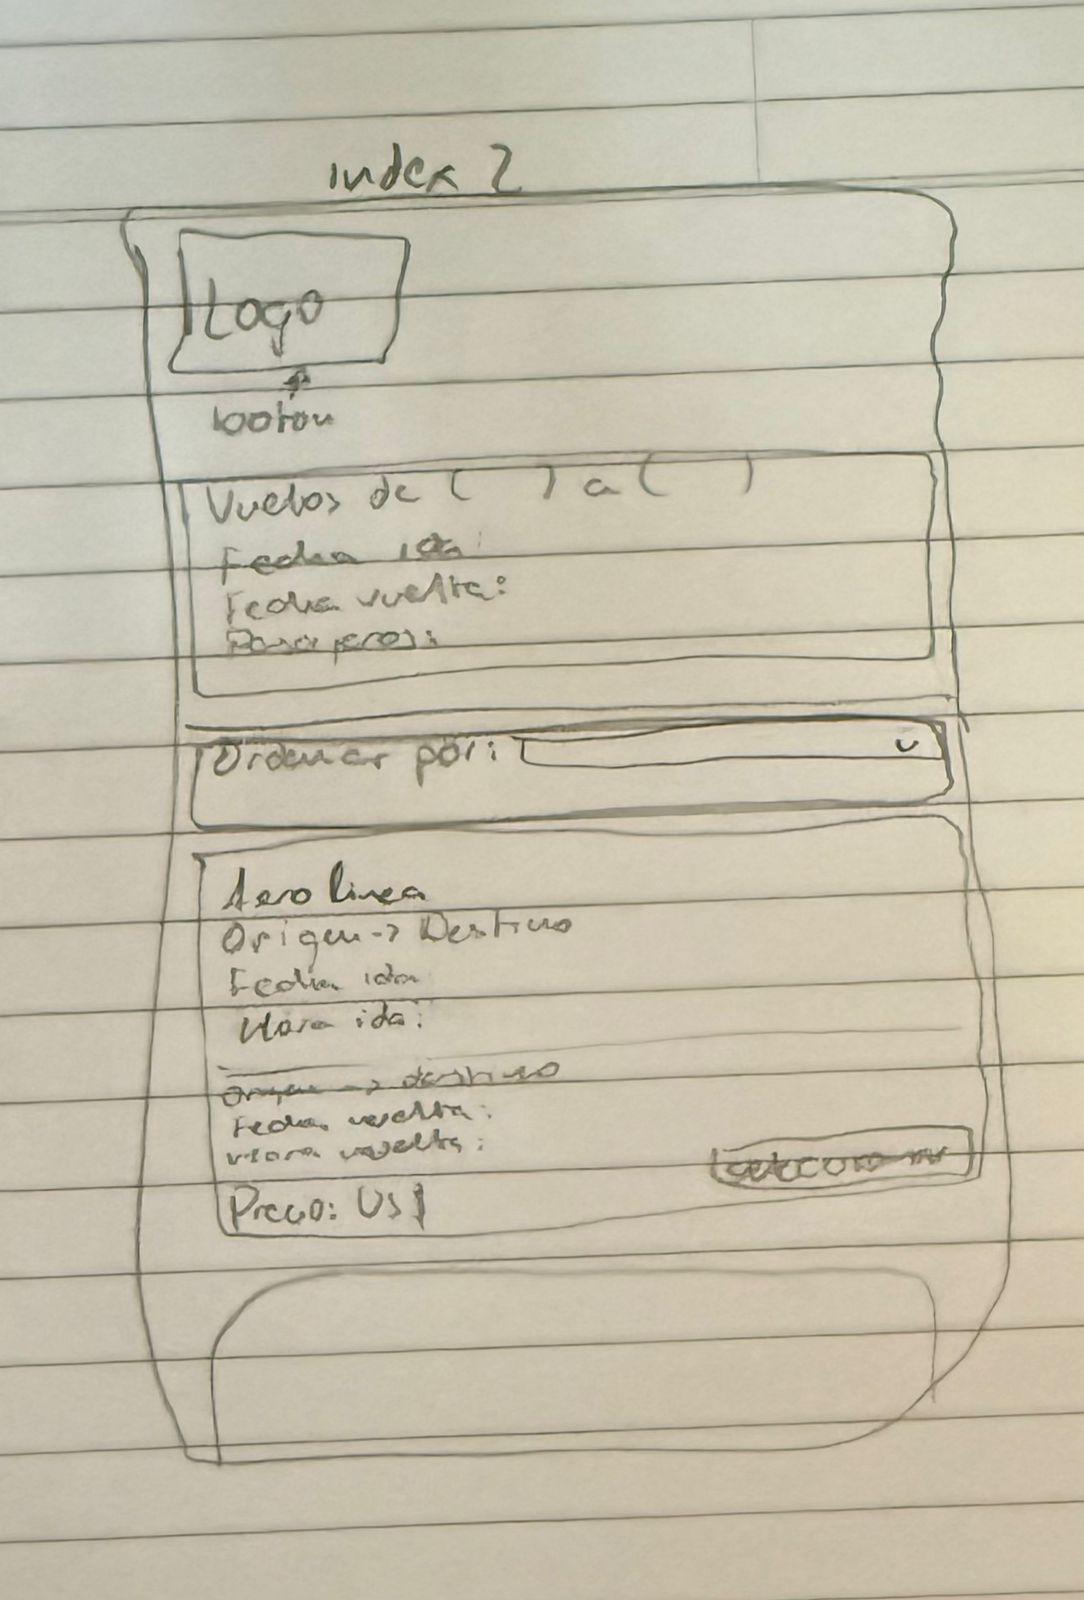 index 2
Logo
boton
Vuelos de ( ) a ( )
Fecha ida:
Fecha vuelta:
Pasajeros:
Ordenar por:
Aerolinea
Origen -> Destino
Fecha ida
Hora ida:
Origen -> destino
Fecha vuelta:
Hora vuelta:
Seleccionar
Precio: US$